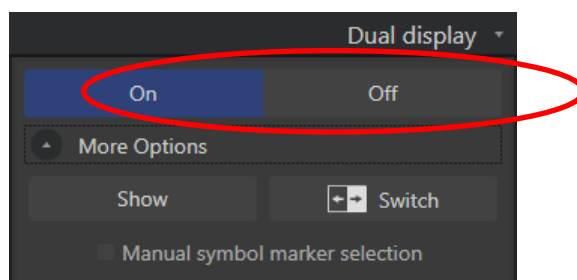 Dual display
On Off
More Options
Show Switch
Manual symbol marker selection